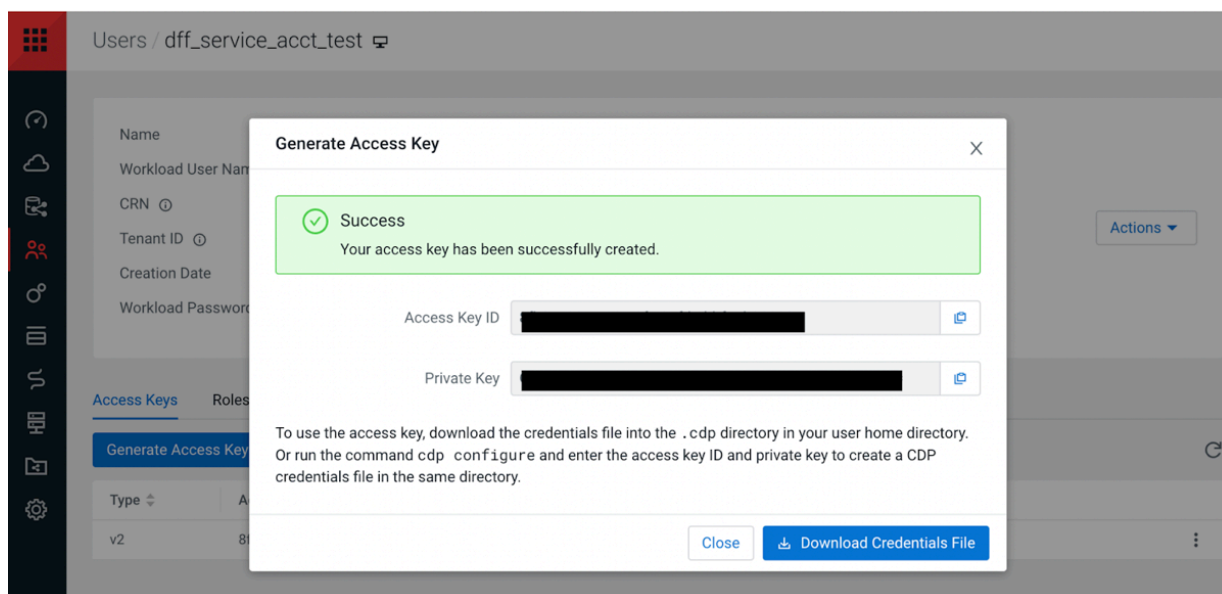 Users / dff_service_acct_test
Name
Workload User Nam
CRN
Tenant ID
Creation Date
Workload Password
Actions
Generate Access Key
Success
Your access key has been successfully created.
Access Key ID
Private Key
To use the access key, download the credentials file into the .cdp directory in your user home directory.
Or run the command cdp configure and enter the access key ID and private key to create a CDP
credentials file in the same directory.
Close
Download Credentials File
Access Keys Roles
Generate Access Key
Type A
v2